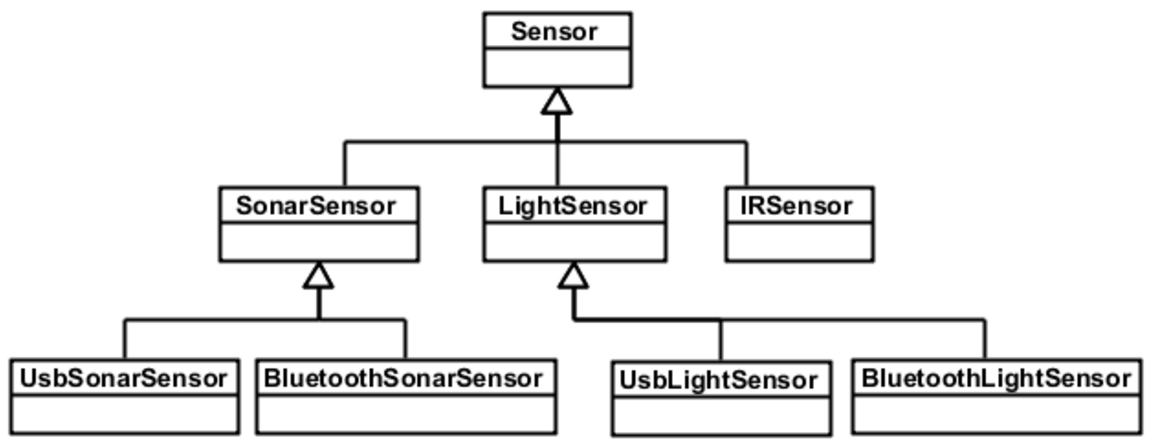 Sensor
SonarSensor
LightSensor
IRSensor
UsbSonarSensor
BluetoothSonarSensor
UsbLightSensor
BluetoothLightSensor